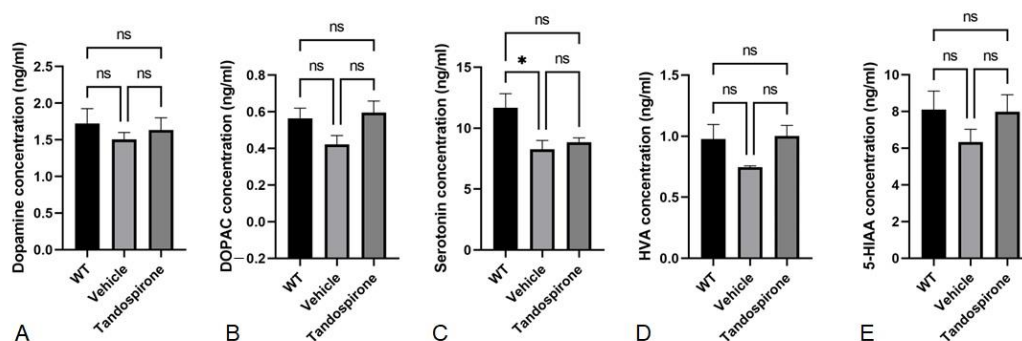 ns
ns ns
Dopamine concentration (ng/ml)
2.5
2.0
1.5
1.0
0.5
0.0
WT
Vehicle
Tandospirone
A
ns
ns ns
DOPAC concentration (ng/ml)
0.8
0.6
0.4
0.2
0.0
−0.2
WT
Vehicle
Tandospirone
B
ns
* ns
Serotonin concentration (ng/ml)
15
10
5
0
WT
Vehicle
Tandospirone
C
ns
ns ns
HVA concentration (ng/ml)
1.5
1.0
0.5
0.0
WT
Vehicle
Tandospirone
D
ns
ns ns
5-HIAA concentration (ng/ml)
10
8
6
4
2
0
WT
Vehicle
Tandospirone
E